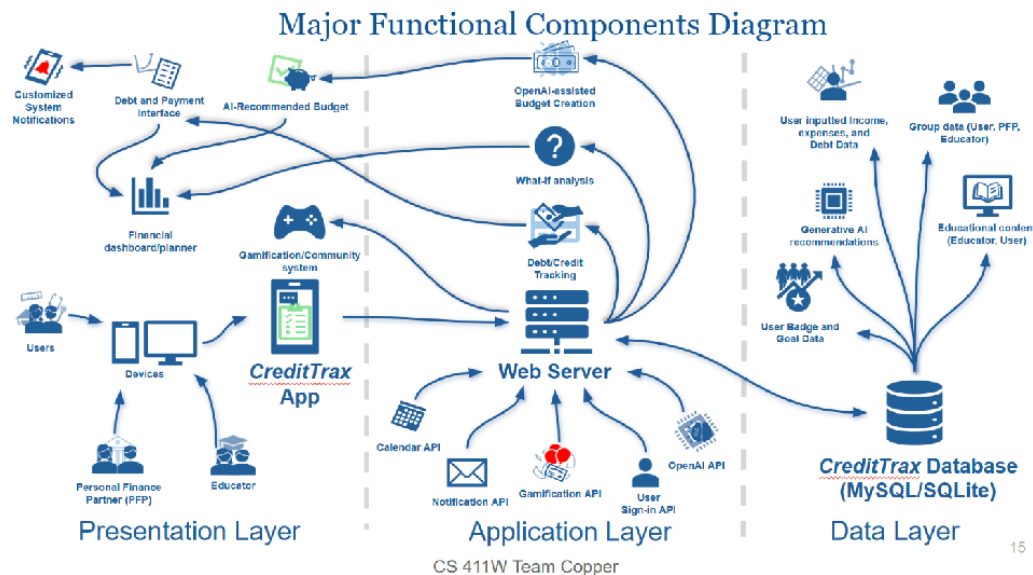 Major Functional Components Diagram
Customized
System
Notifications
Debt and Payment
Interface
AI-Recommended Budget
Financial
dashboard/planner
Gamification/Community
system
Users
Devices
CreditTrax
App
Personal Finance
Partner (PFP)
Educator
Presentation Layer
OpenAI-assisted
Budget Creation
?
What-if analysis
Debt/Credit
Tracking
Web Server
Calendar API
Notification API
Gamification API
User
Sign-in API
OpenAI API
Application Layer
User inputted Income,
expenses, and
Debt Data
Group data (User, PFP,
Educator)
Generative AI
recommendations
Educational conten
(Educator, User)
User Badge and
Goal Data
CreditTrax Database
(MySQL/SQLite)
Data Layer
15
CS 411W Team Copper